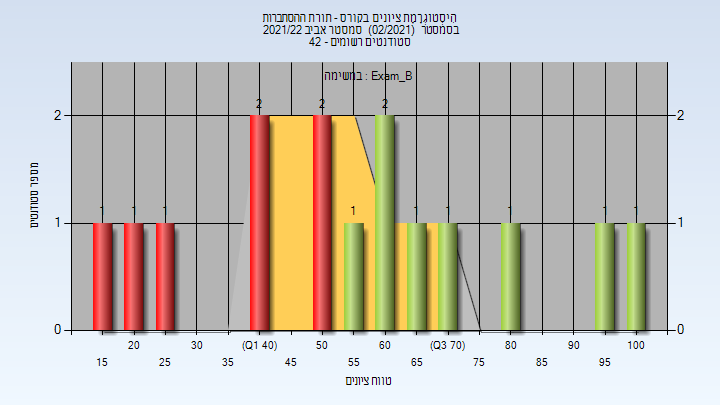 היסטוגרמת ציונים בקורס - תורת ההסתברות
בסמסטר (02/2021) סמסטר אביב 2021/22
סטודנטים רשומים - 42
במשימה : Exam_B
מספר סטודנטים
2 2
1 1
0 0
2 2 2
1 1 1 1 1 1 1 1 1
20 30 (Q1 40) 50 60 (Q3 70) 80 90 100
15 25 35 45 55 65 75 85 95
טווח ציונים